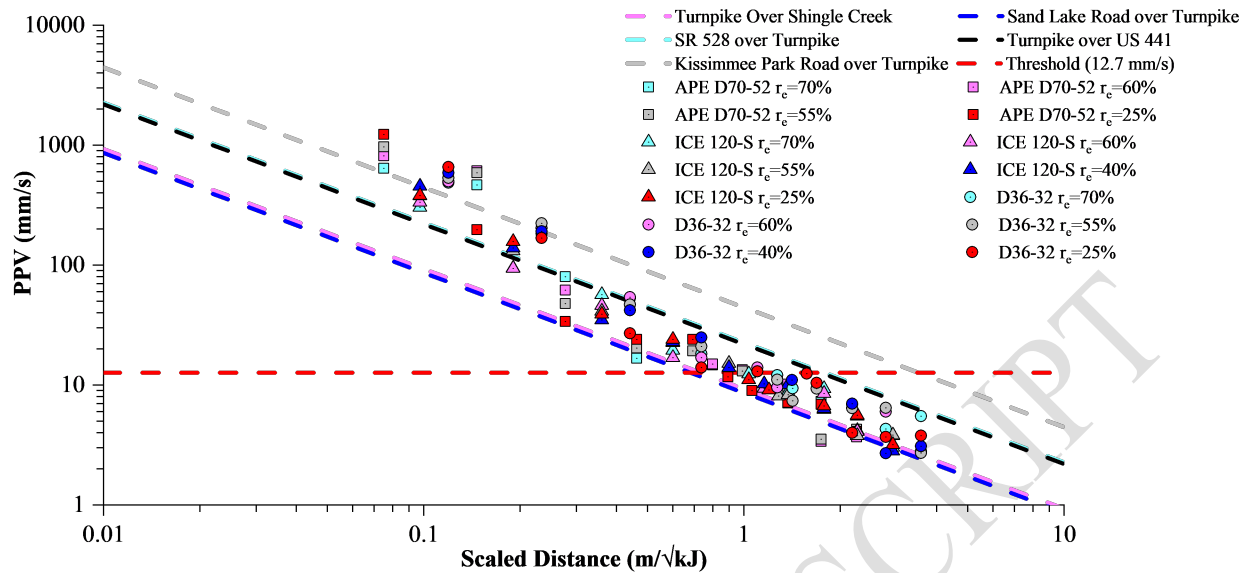 10000
1000
100
10
1
PPV (mm/s)
Turnpike Over Shingle Creek
Sand Lake Road over Turnpike
SR 528 over Turnpike
Turnpike over US 441
Kissimmee Park Road over Turnpike
Threshold (12.7 mm/s)
APE D70-52 re=70%
APE D70-52 re=60%
APE D70-52 re=55%
APE D70-52 re=25%
ICE 120-S re=70%
ICE 120-S re=60%
ICE 120-S re=55%
ICE 120-S re=40%
ICE 120-S re=25%
D36-32 re=70%
D36-32 re=60%
D36-32 re=55%
D36-32 re=40%
D36-32 re=25%
0.01
0.1
1
10
Scaled Distance (m/√kJ)
SCRIPT